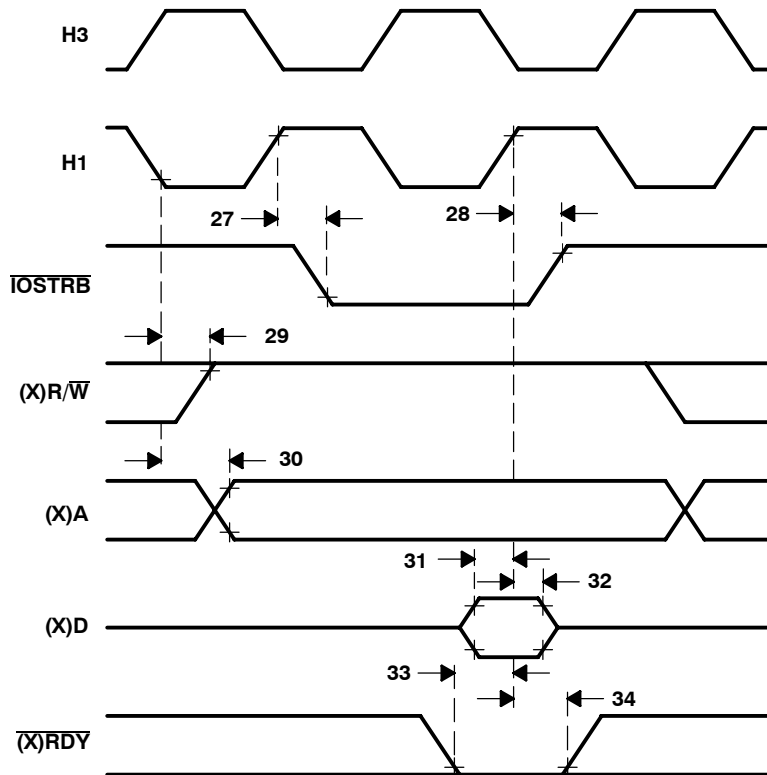 H3
H1
27
28
IOSTRB
29
(X)R/W
30
(X)A
31
32
(X)D
33
34
(X)RDY